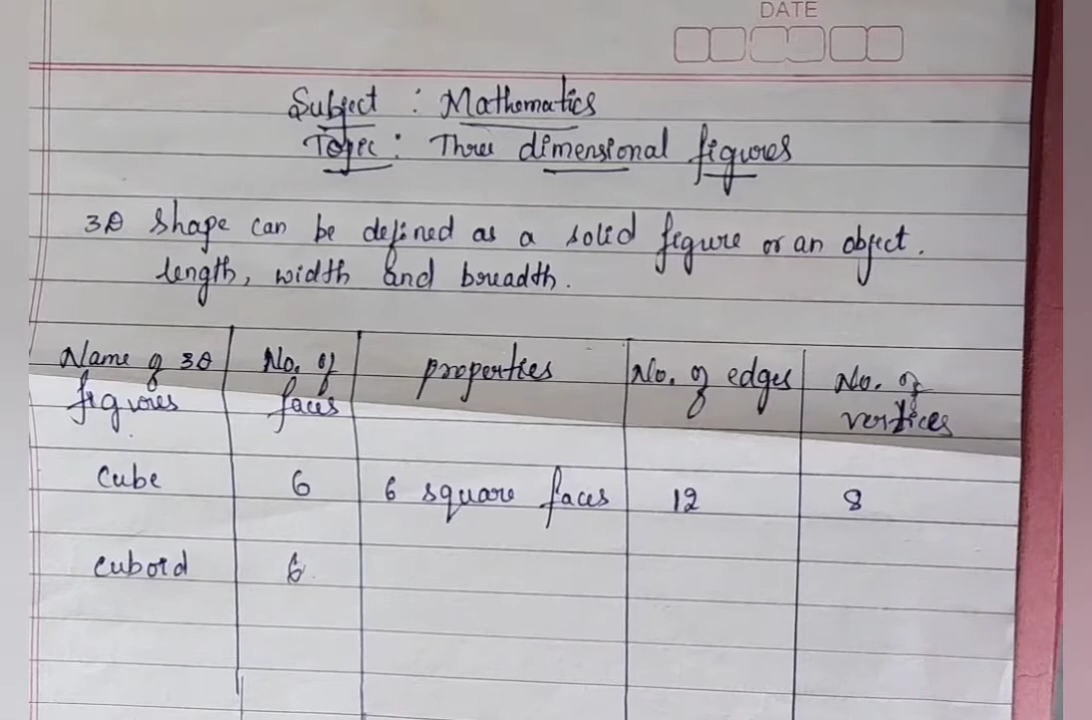 DATE
Subject : Mathematics
Topic : Three dimensional figures
3D shape can be defined as a solid figure or an object.
length, width and breadth.
Name of 3D figures | No. of faces | properties | No. of edges | No. of vertices
cube | 6 | 6 square faces | 12 | 8
cuboid | 6